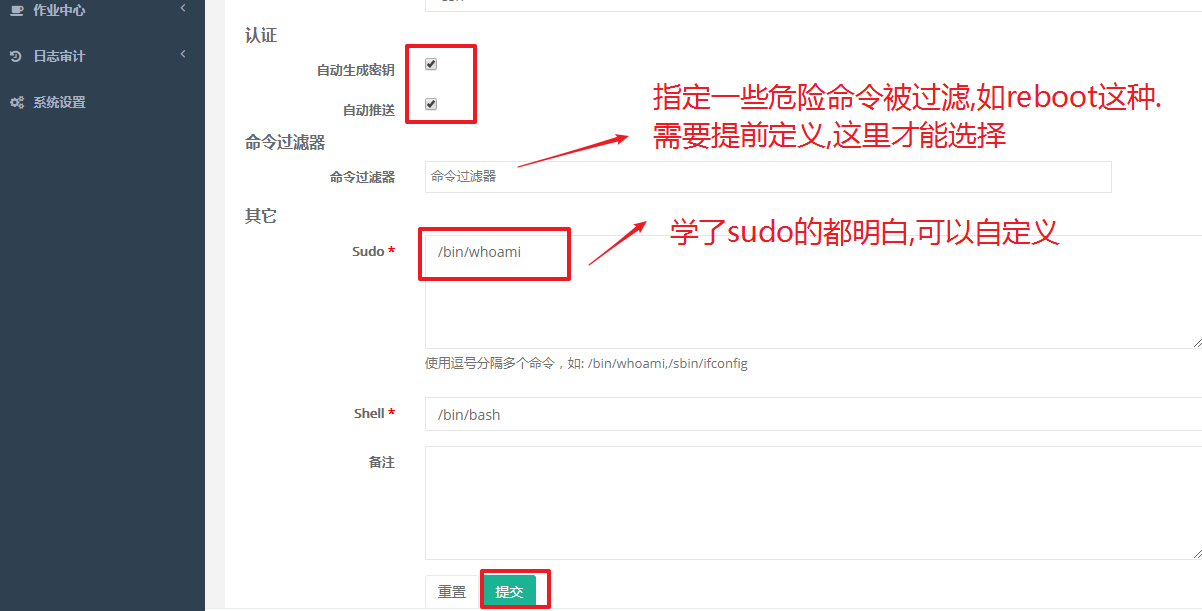 作业中心
日志审计
系统设置
认证
自动生成密钥
自动推送
指定一些危险命令被过滤,如reboot这种.
需要提前定义,这里才能选择
命令过滤器
命令过滤器
命令过滤器
其它
学了sudo的都明白,可以自定义
Sudo *
/bin/whoami
使用逗号分隔多个命令，如: /bin/whoami,/sbin/ifconfig
Shell *
/bin/bash
备注
重置
提交